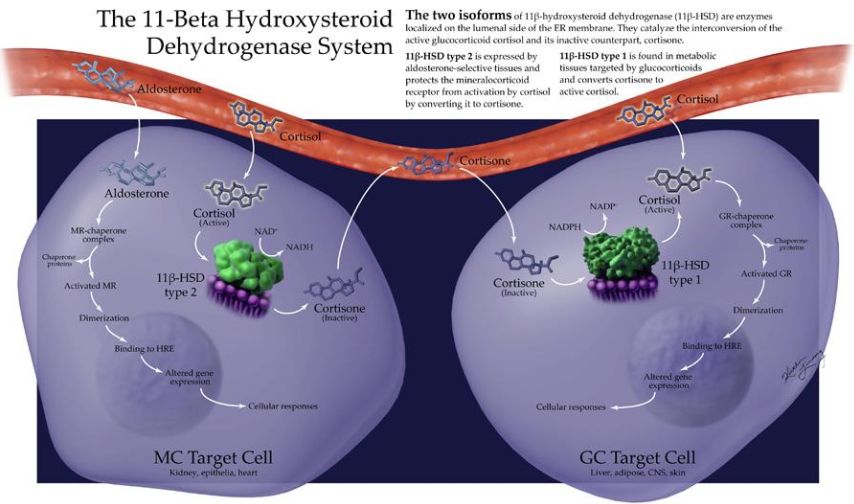 The 11-Beta Hydroxysteroid
Dehydrogenase System
The two isoforms of 11β-hydroxysteroid dehydrogenase (11β-HSD) are enzymes
localized on the lumenal side of the ER membrane. They catalyze the interconversion of the
active glucocorticoid cortisol and its inactive counterpart, cortisone.
11β-HSD type 2 is expressed by
aldosterone-selective tissues and
protects the mineralocorticoid
receptor from activation by cortisol
by converting it to cortisone.
11β-HSD type 1 is found in metabolic
tissues targeted by glucocorticoids
and converts cortisone to
active cortisol.
Aldosterone
Cortisol
Cortisone
Cortisol
Aldosterone
MR-chaperone
complex
Chaperone
proteins
Activated MR
Dimerization
Binding to HRE
Altered gene
expression
Cellular responses
Cortisol
(Active)
NAD⁺
NADH
11β-HSD
type 2
Cortisone
(Inactive)
MC Target Cell
Kidney, epithelia, heart
Cortisone
(Inactive)
NADPH
NADP⁺
11β-HSD
type 1
Cortisol
(Active)
GR-chaperone
complex
Chaperone
proteins
Activated GR
Dimerization
Binding to HRE
Altered gene
expression
Cellular responses
GC Target Cell
Liver, adipose, CNS, skin